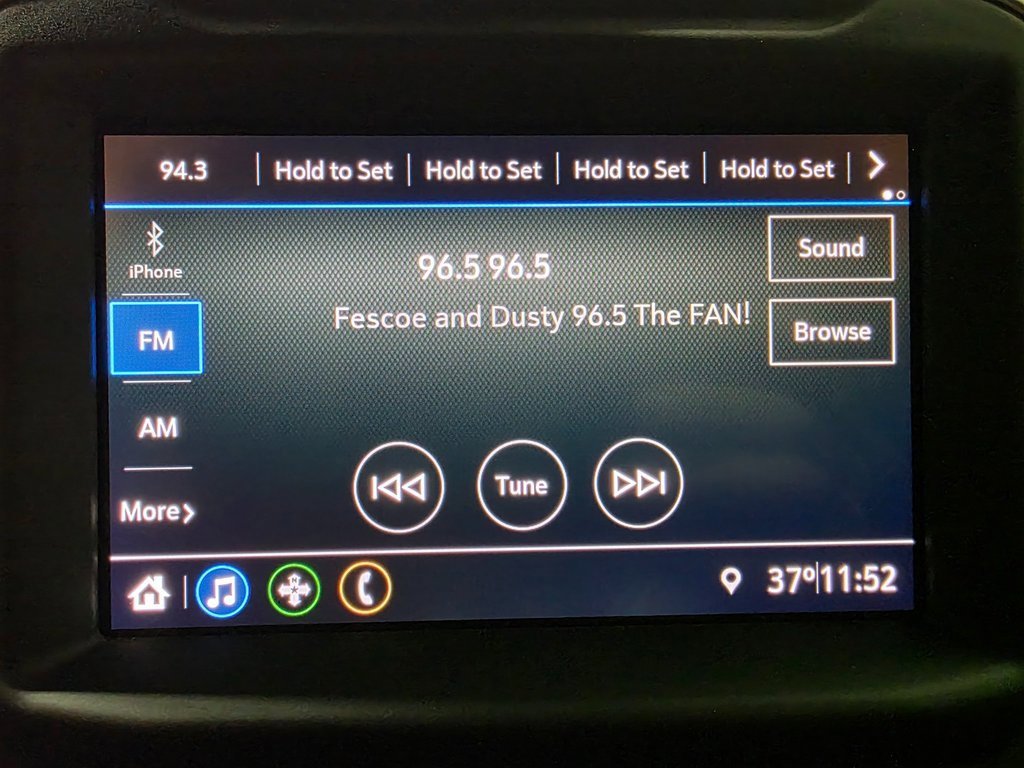 94.3 Hold to Set Hold to Set Hold to Set Hold to Set
iPhone
96.5 96.5
Sound
Fescoe and Dusty 96.5 The FAN!
Browse
FM
AM
Tune
More
37º 11:52